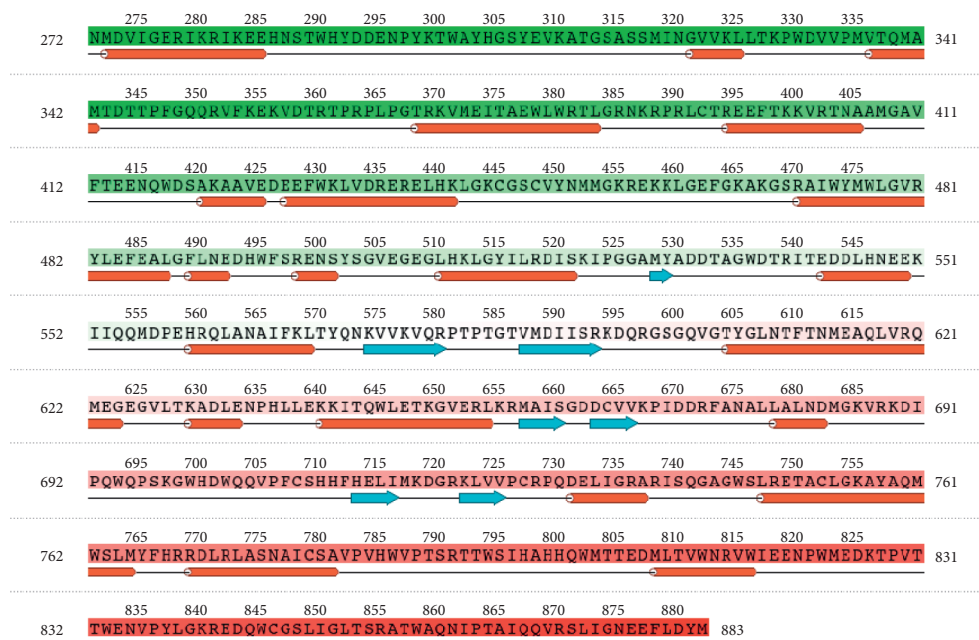 275 280 285 290 295 300 305 310 315 320 325 330 335
272 NMDVIGERIKRIKEEHNSTWHYDDENPYKTWAYHGSYEVKATGSASSMINGVVKLLTKPWDVVPMVTQMA 341
345 350 355 360 365 370 375 380 385 390 395 400 405
342 MTDTTPFGQQRVFKEKVDTRTPRPLPGTRKVMEITAEWLWRTLGRNKRPRLCTREEFTKKVRTNAAMGAV 411
415 420 425 430 435 440 445 450 455 460 465 470 475
412 FTEENQWDSAKAAVEDEEFWKLVDRERELHKLGKCGSCVYNMMGKREKKLGEFGKAKGSRAIWYMWLGVR 481
485 490 495 500 505 510 515 520 525 530 535 540 545
482 YLEFEALGFLNEDHWFSRENSYSGVEGEGLHKLGYILRDISKIPGGAMYADDTAGWDTRITEDDLHNEEK 551
555 560 565 570 575 580 585 590 595 600 605 610 615
552 IIQQMDPEHRQLANAIFKLTYQNKVVKVQRPTPTGTVMDIISRKDQRGSGQVGTYGLNTFTNMEAQLVRQ 621
625 630 635 640 645 650 655 660 665 670 675 680 685
622 MEGEGVLTKADLENPHLLEKKITQWLETKGVERLKRMAISGDDCVVKPIDDRFANALLALNDMGKVRKDI 691
695 700 705 710 715 720 725 730 735 740 745 750 755
692 PQWQPSKGWHDWQQVPFCSHHFHELIMKDGRKLVVPCRPQDELIGRARISQGAGWSLRETACLGKAYAQM 761
765 770 775 780 785 790 795 800 805 810 815 820 825
762 WSLMYFHRRDLRLASNAICSAVPVHWVPTSRTTWSIHAHHQWMTTEDMLTVWNRVWIEENPWMEDKTPVT 831
835 840 845 850 855 860 865 870 875 880
832 TWENVPYLGKREDQWCGSLIGLTSRATWAQNIPTAIQQVRSLIGNEEFLDYM 883